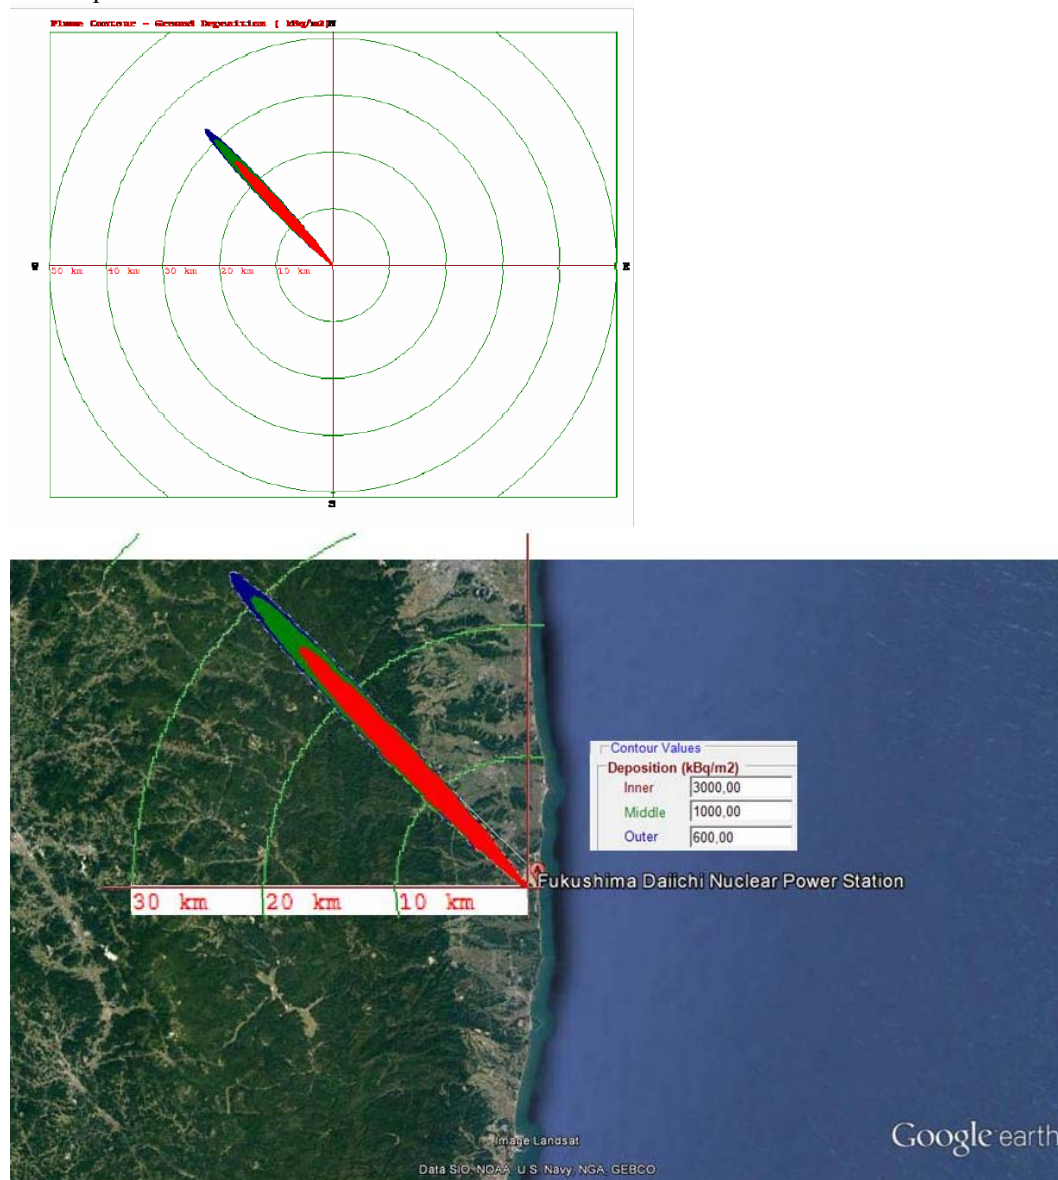 Plume Contour - Ground Deposition ( kBq/m2)
N
W
50 km 40 km 30 km 20 km 10 km
E
S
Contour Values
Deposition (kBq/m2)
Inner 3000,00
Middle 1000,00
Outer 600,00
A
Fukushima Daiichi Nuclear Power Station
30 km 20 km 10 km
Image Landsat
Google earth
Data SIO, NOAA, U.S. Navy, NGA, GEBCO